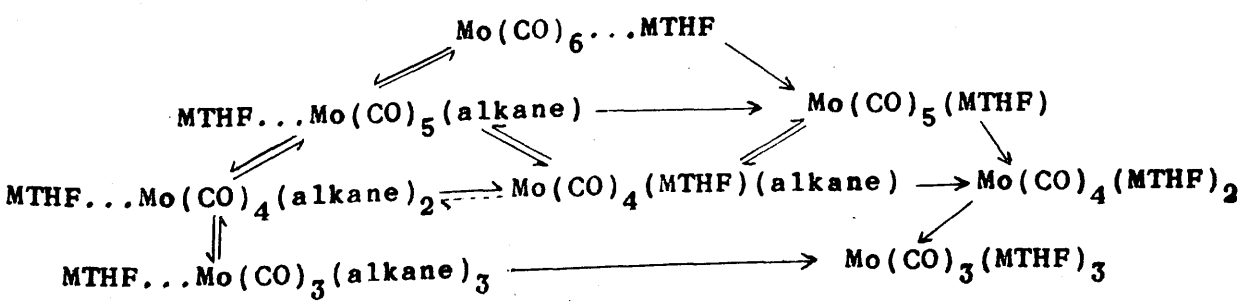 Mo(CO)₆...MTHF
MTHF...Mo(CO)₅(alkane) Mo(CO)₅(MTHF)
MTHF...Mo(CO)₄(alkane)₂ Mo(CO)₄(MTHF)(alkane) Mo(CO)₄(MTHF)₂
MTHF...Mo(CO)₃(alkane)₃ Mo(CO)₃(MTHF)₃